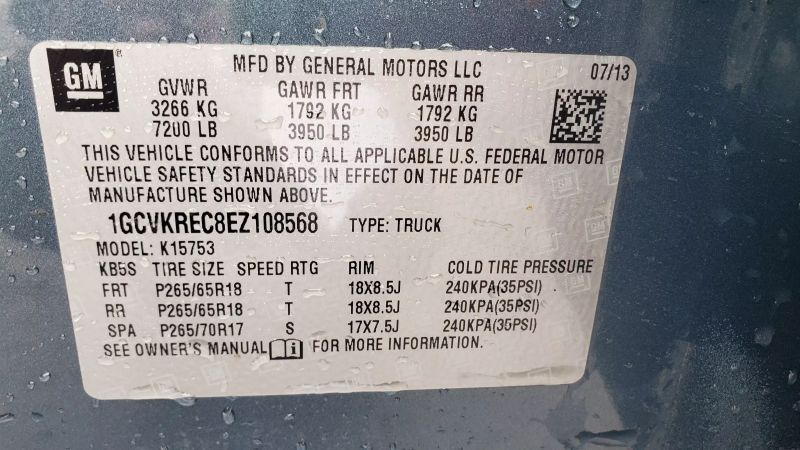 GM
MFD BY GENERAL MOTORS LLC 07/13
GVWR GAWR FRT GAWR RR
3266 KG 1792 KG 1792 KG
7200 LB 3950 LB 3950 LB
THIS VEHICLE CONFORMS TO ALL APPLICABLE U.S. FEDERAL MOTOR
VEHICLE SAFETY STANDARDS IN EFFECT ON THE DATE OF
MANUFACTURE SHOWN ABOVE.
1GCVKREC8EZ108568 TYPE: TRUCK
MODEL: K15753
KB5S TIRE SIZE SPEED RTG RIM COLD TIRE PRESSURE
FRT P265/65R18 T 18X8.5J 240KPA(35PSI)
RR P265/65R18 T 18X8.5J 240KPA(35PSI)
SPA P265/70R17 S 17X7.5J 240KPA(35PSI)
SEE OWNER'S MANUAL FOR MORE INFORMATION.